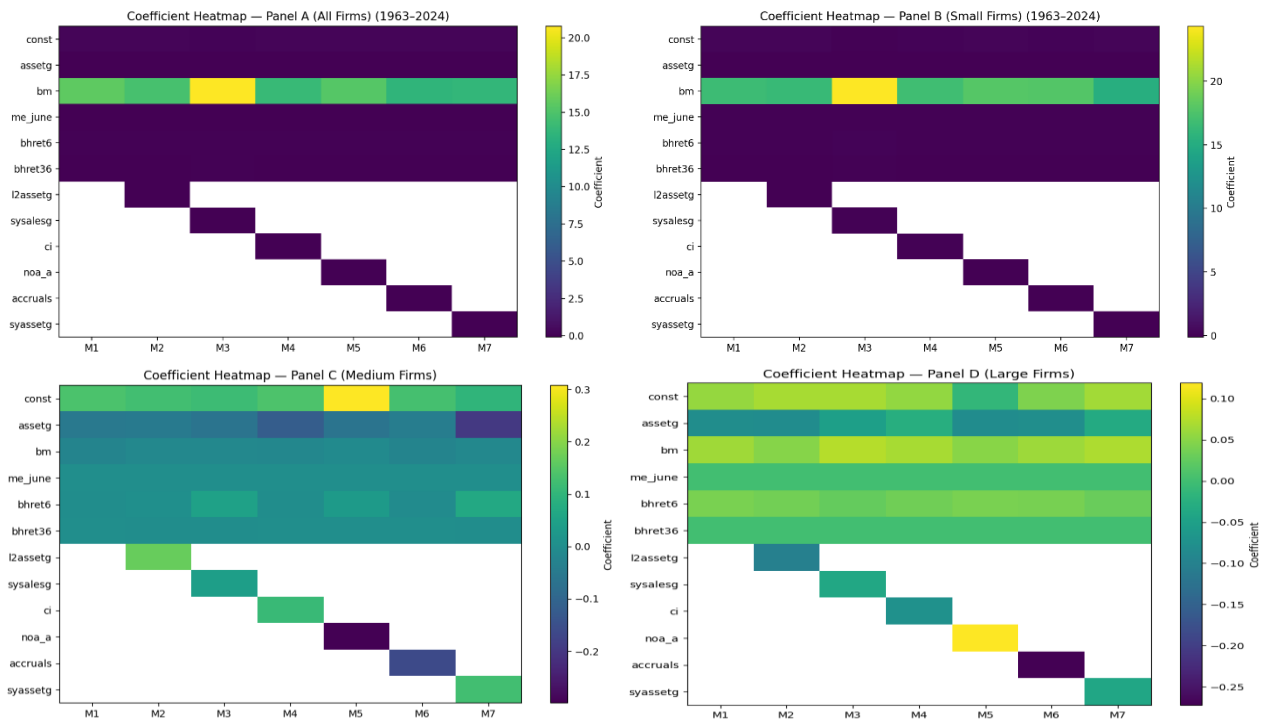 Coefficient Heatmap — Panel A (All Firms) (1963–2024)
const
assetg
bm
me_june
bhret6
bhret36
l2assetg
sysalesg
ci
noa_a
accruals
syassetg
M1 M2 M3 M4 M5 M6 M7
20.0
17.5
15.0
12.5
10.0
7.5
5.0
2.5
0.0
Coefficient
Coefficient Heatmap — Panel B (Small Firms) (1963–2024)
const
assetg
bm
me_june
bhret6
bhret36
l2assetg
sysalesg
ci
noa_a
accruals
syassetg
M1 M2 M3 M4 M5 M6 M7
20
15
10
5
0
Coefficient
Coefficient Heatmap — Panel C (Medium Firms)
const
assetg
bm
me_june
bhret6
bhret36
l2assetg
sysalesg
ci
noa_a
accruals
syassetg
M1 M2 M3 M4 M5 M6 M7
0.3
0.2
0.1
0.0
−0.1
−0.2
Coefficient
Coefficient Heatmap — Panel D (Large Firms)
const
assetg
bm
me_june
bhret6
bhret36
l2assetg
sysalesg
ci
noa_a
accruals
syassetg
M1 M2 M3 M4 M5 M6 M7
0.10
0.05
0.00
−0.05
−0.10
−0.15
−0.20
−0.25
Coefficient